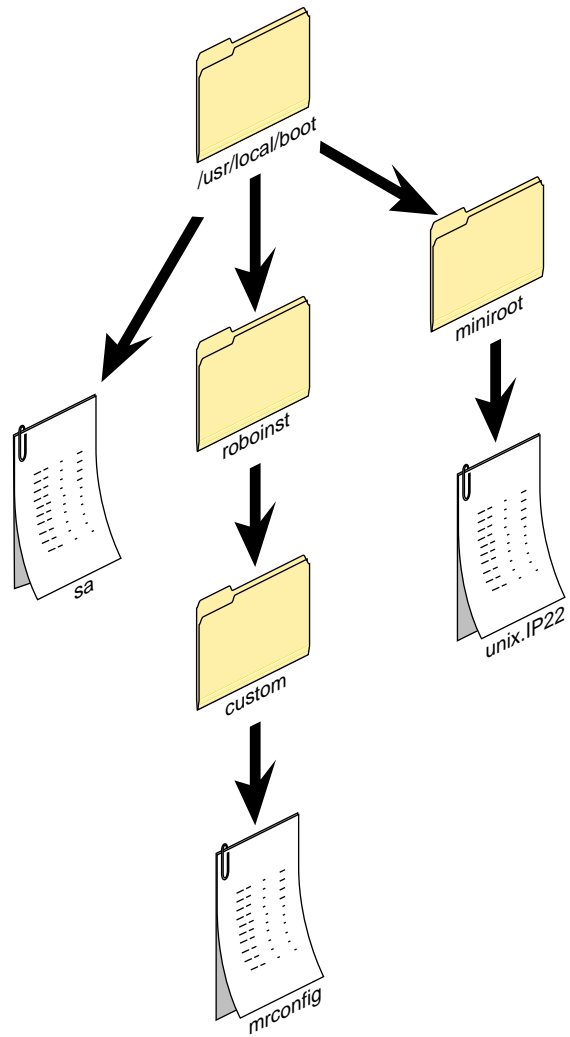 /usr/local/boot
miniroot
roboinst
sa
unix.IP22
custom
mrconfig